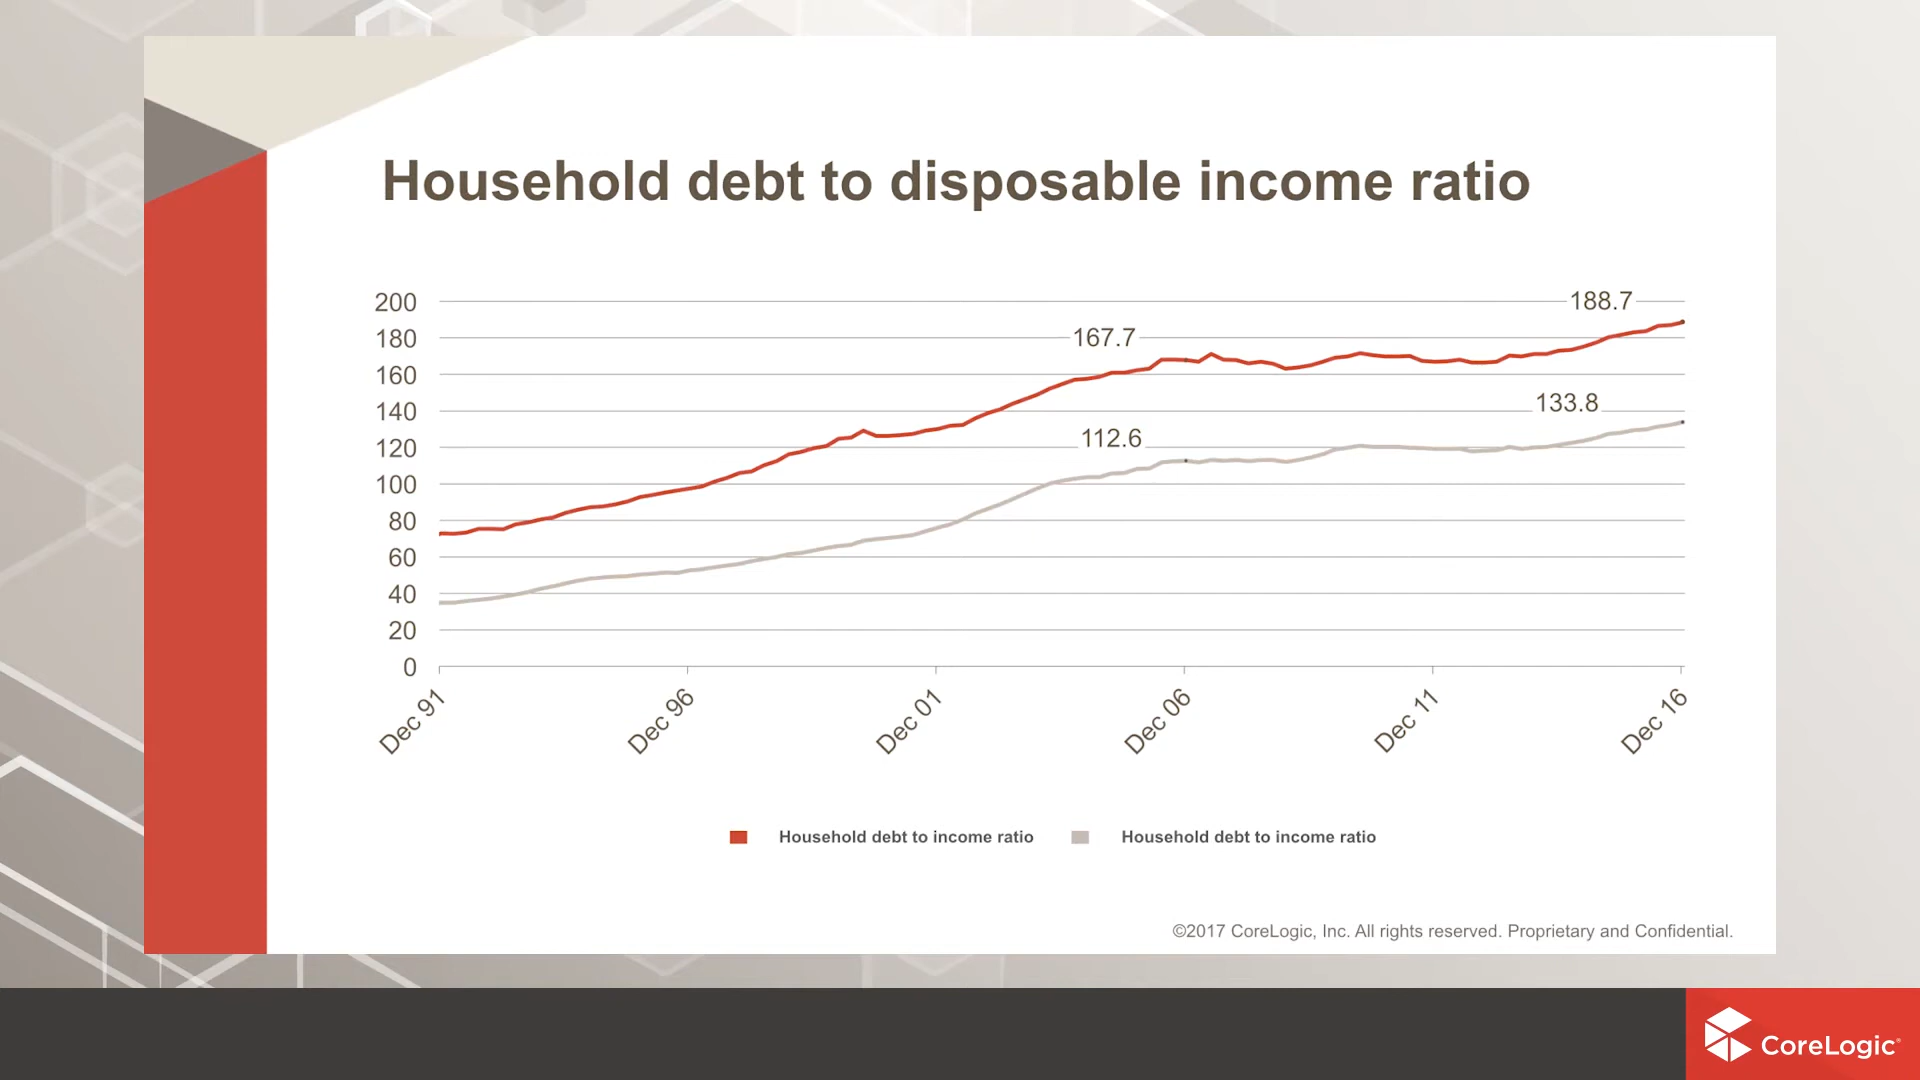 Household debt to disposable income ratio
200
180
160
140
120
100
80
60
40
20
0
188.7
167.7
133.8
112.6
Dec 91
Dec 96
Dec 01
Dec 06
Dec 11
Dec 16
Household debt to income ratio
Household debt to income ratio
©2017 CoreLogic, Inc. All rights reserved. Proprietary and Confidential.
CoreLogic